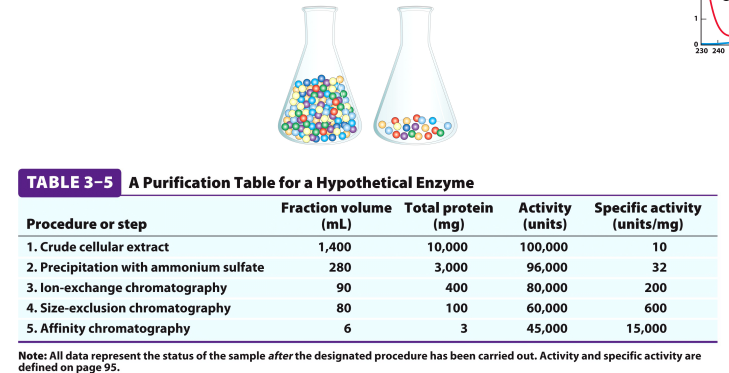 1
0
230 240
TABLE 3–5 A Purification Table for a Hypothetical Enzyme
Fraction volume Total protein Activity Specific activity
Procedure or step (mL) (mg) (units) (units/mg)
1. Crude cellular extract 1,400 10,000 100,000 10
2. Precipitation with ammonium sulfate 280 3,000 96,000 32
3. Ion-exchange chromatography 90 400 80,000 200
4. Size-exclusion chromatography 80 100 60,000 600
5. Affinity chromatography 6 3 45,000 15,000
Note: All data represent the status of the sample after the designated procedure has been carried out. Activity and specific activity are
defined on page 95.